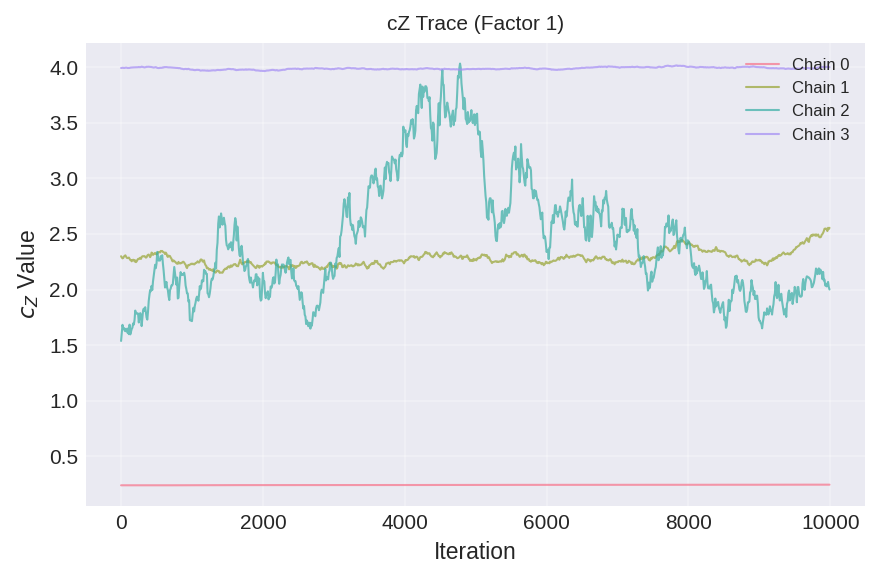 cZ Trace (Factor 1)
4.0
3.5
3.0
2.5
2.0
1.5
1.0
0.5
cZ Value
Chain 0
Chain 1
Chain 2
Chain 3
0
2000
4000
6000
8000
10000
Iteration